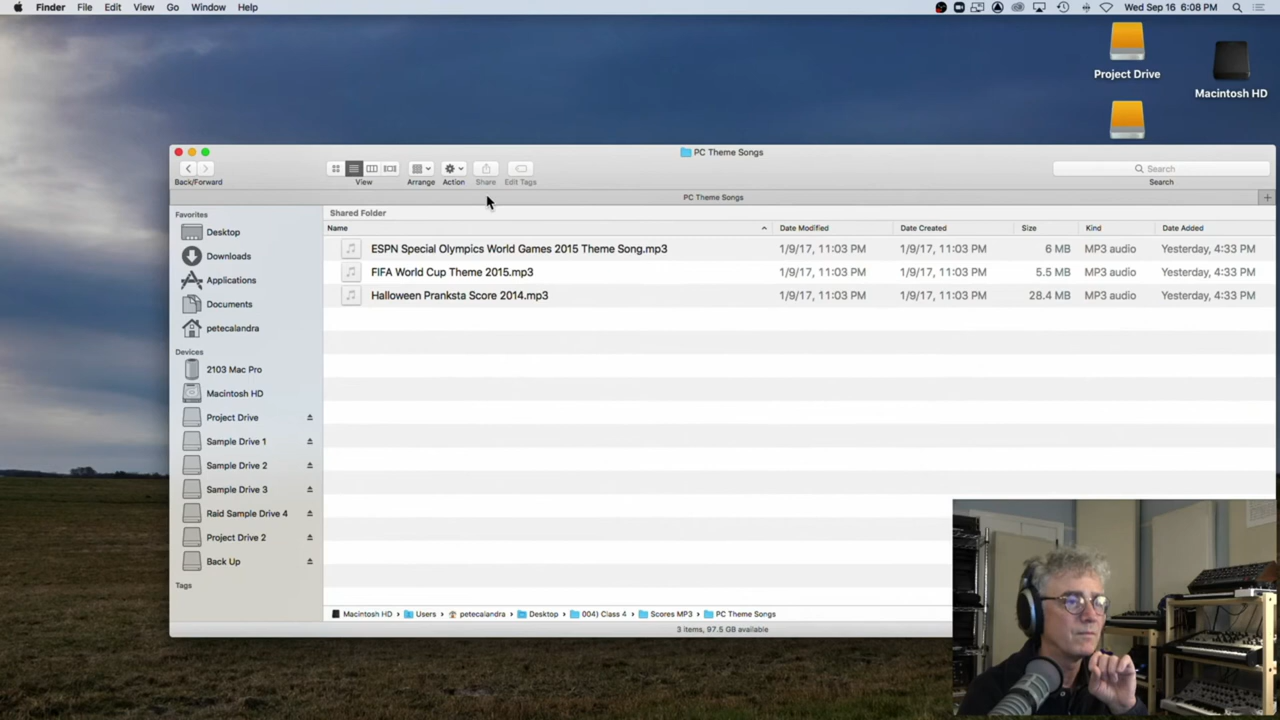 Finder File Edit View Go Window Help Wed Sep 16 6:08 PM
Project Drive
Macintosh HD
PC Theme Songs
Back/Forward View Arrange Action Share Edit Tags Search
Search
PC Theme Songs
Favorites
Desktop
Downloads
Applications
Documents
petecalandra
Devices
2103 Mac Pro
Macintosh HD
Project Drive
Sample Drive 1
Sample Drive 2
Sample Drive 3
Raid Sample Drive 4
Project Drive 2
Back Up
Tags
Shared Folder
Name Date Modified Date Created Size Kind Date Added
ESPN Special Olympics World Games 2015 Theme Song.mp3 1/9/17, 11:03 PM 1/9/17, 11:03 PM 6 MB MP3 audio Yesterday, 4:33 PM
FIFA World Cup Theme 2015.mp3 1/9/17, 11:03 PM 1/9/17, 11:03 PM 5.5 MB MP3 audio Yesterday, 4:33 PM
Halloween Pranksta Score 2014.mp3 1/9/17, 11:03 PM 1/9/17, 11:03 PM 28.4 MB MP3 audio Yesterday, 4:33 PM
Macintosh HD › Users › petecalandra › Desktop › 004) Class 4 › Scores MP3 › PC Theme Songs
3 items, 97.5 GB available